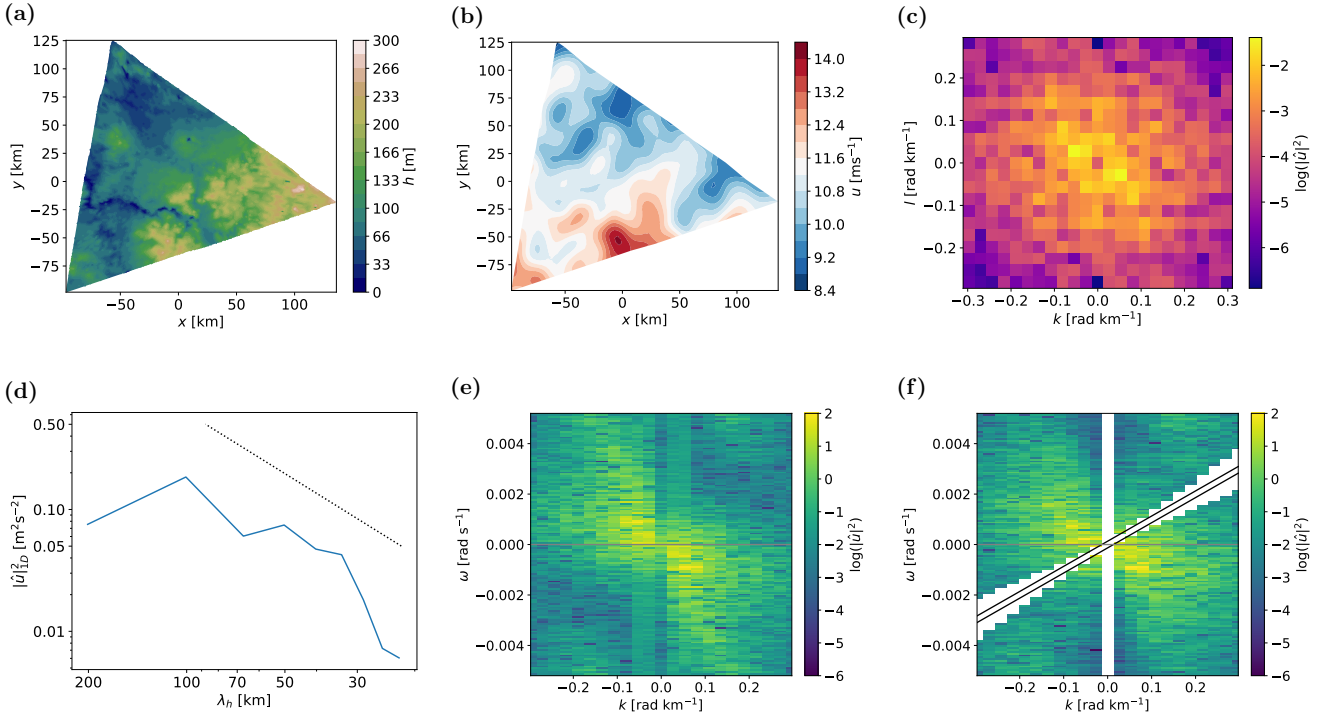 (a)
125
100
75
50
25
0
−25
−50
−75
y [km]
−50 0 50 100
x [km]
300
266
233
200
166
133
100
66
33
0
h [m]
(b)
125
100
75
50
25
0
−25
−50
−75
y [km]
−50 0 50 100
x [km]
14.0
13.2
12.4
11.6
10.8
10.0
9.2
8.4
u [ms⁻¹]
(c)
0.2
0.1
0.0
−0.1
−0.2
l [rad km⁻¹]
−0.3 −0.2 −0.1 0.0 0.1 0.2 0.3
k [rad km⁻¹]
−2
−3
−4
−5
−6
log(|û|²)
(d)
0.50
0.10
0.05
0.01
|û|²₁D [m²s⁻²]
200 100 70 50 30
λh [km]
(e)
0.004
0.002
0.000
−0.002
−0.004
ω [rad s⁻¹]
−0.2 −0.1 0.0 0.1 0.2
k [rad km⁻¹]
2
1
0
−1
−2
−3
−4
−5
−6
log(|û|²)
(f)
0.004
0.002
0.000
−0.002
−0.004
ω [rad s⁻¹]
−0.2 −0.1 0.0 0.1 0.2
k [rad km⁻¹]
2
1
0
−1
−2
−3
−4
−5
−6
log(|û|²)